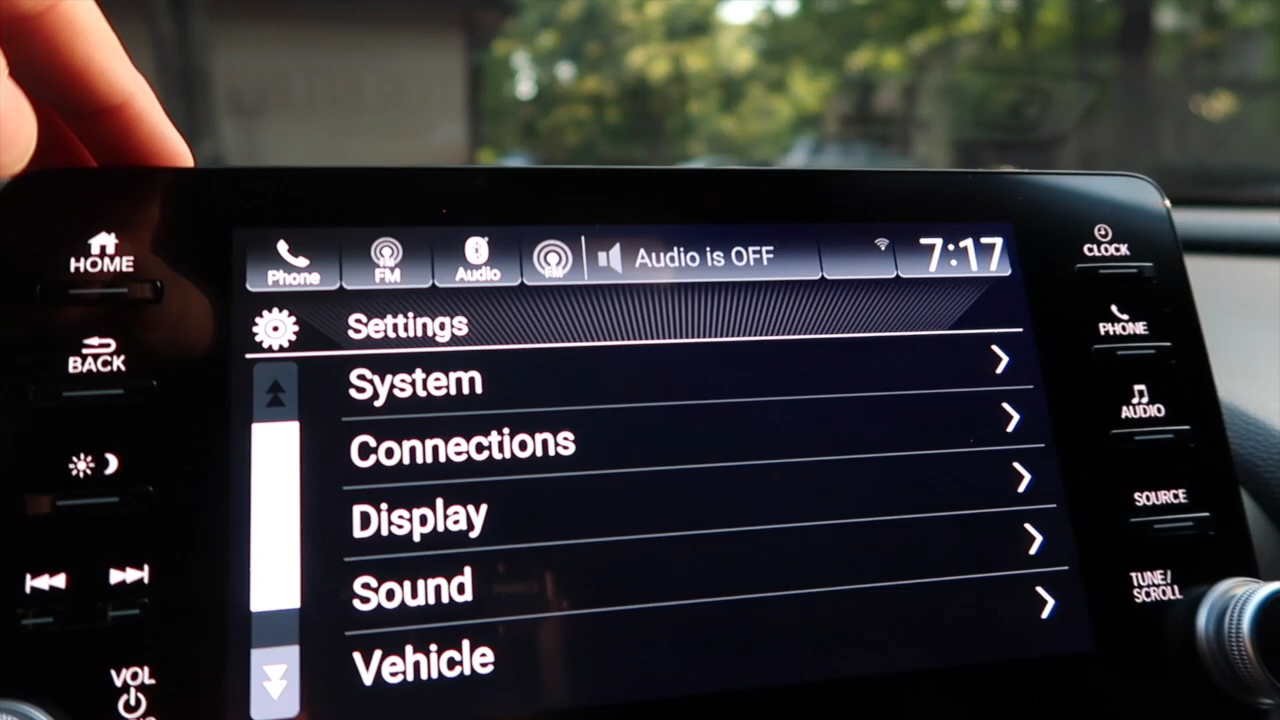 HOME
BACK
VOL
Phone
FM
FM
Audio
FM
Audio is OFF
7:17
Settings
System
Connections
Display
Sound
Vehicle
CLOCK
PHONE
AUDIO
SOURCE
TUNE/
SCROLL